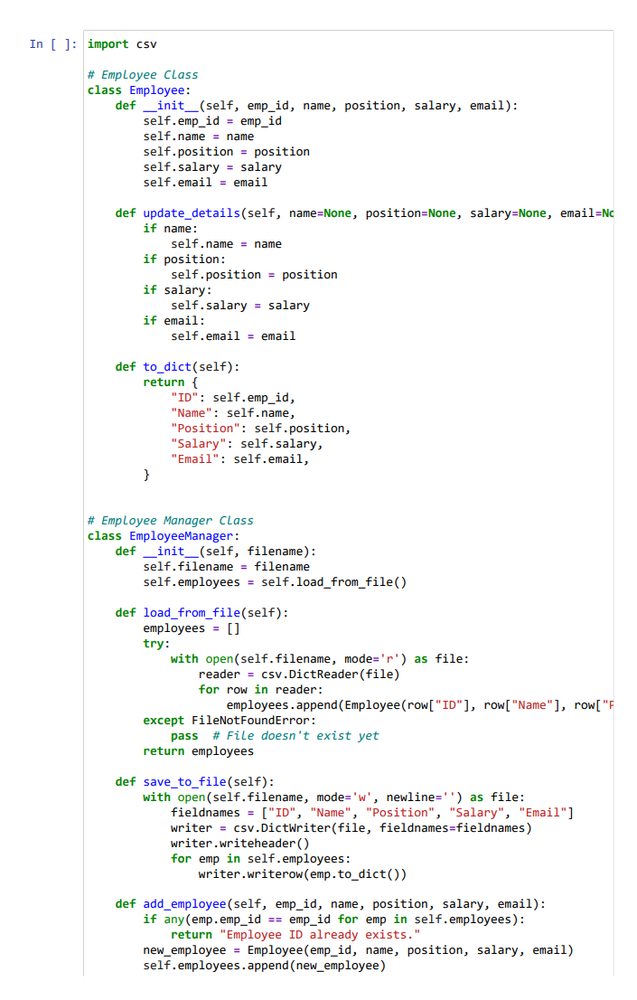 In [ ]: import csv

# Employee Class
class Employee:
    def __init__(self, emp_id, name, position, salary, email):
        self.emp_id = emp_id
        self.name = name
        self.position = position
        self.salary = salary
        self.email = email

    def update_details(self, name=None, position=None, salary=None, email=No
        if name:
            self.name = name
        if position:
            self.position = position
        if salary:
            self.salary = salary
        if email:
            self.email = email

    def to_dict(self):
        return {
            "ID": self.emp_id,
            "Name": self.name,
            "Position": self.position,
            "Salary": self.salary,
            "Email": self.email,
        }


# Employee Manager Class
class EmployeeManager:
    def __init__(self, filename):
        self.filename = filename
        self.employees = self.load_from_file()

    def load_from_file(self):
        employees = []
        try:
            with open(self.filename, mode='r') as file:
                reader = csv.DictReader(file)
                for row in reader:
                    employees.append(Employee(row["ID"], row["Name"], row["P
        except FileNotFoundError:
            pass  # File doesn't exist yet
        return employees

    def save_to_file(self):
        with open(self.filename, mode='w', newline='') as file:
            fieldnames = ["ID", "Name", "Position", "Salary", "Email"]
            writer = csv.DictWriter(file, fieldnames=fieldnames)
            writer.writeheader()
            for emp in self.employees:
                writer.writerow(emp.to_dict())

    def add_employee(self, emp_id, name, position, salary, email):
        if any(emp.emp_id == emp_id for emp in self.employees):
            return "Employee ID already exists."
        new_employee = Employee(emp_id, name, position, salary, email)
        self.employees.append(new_employee)